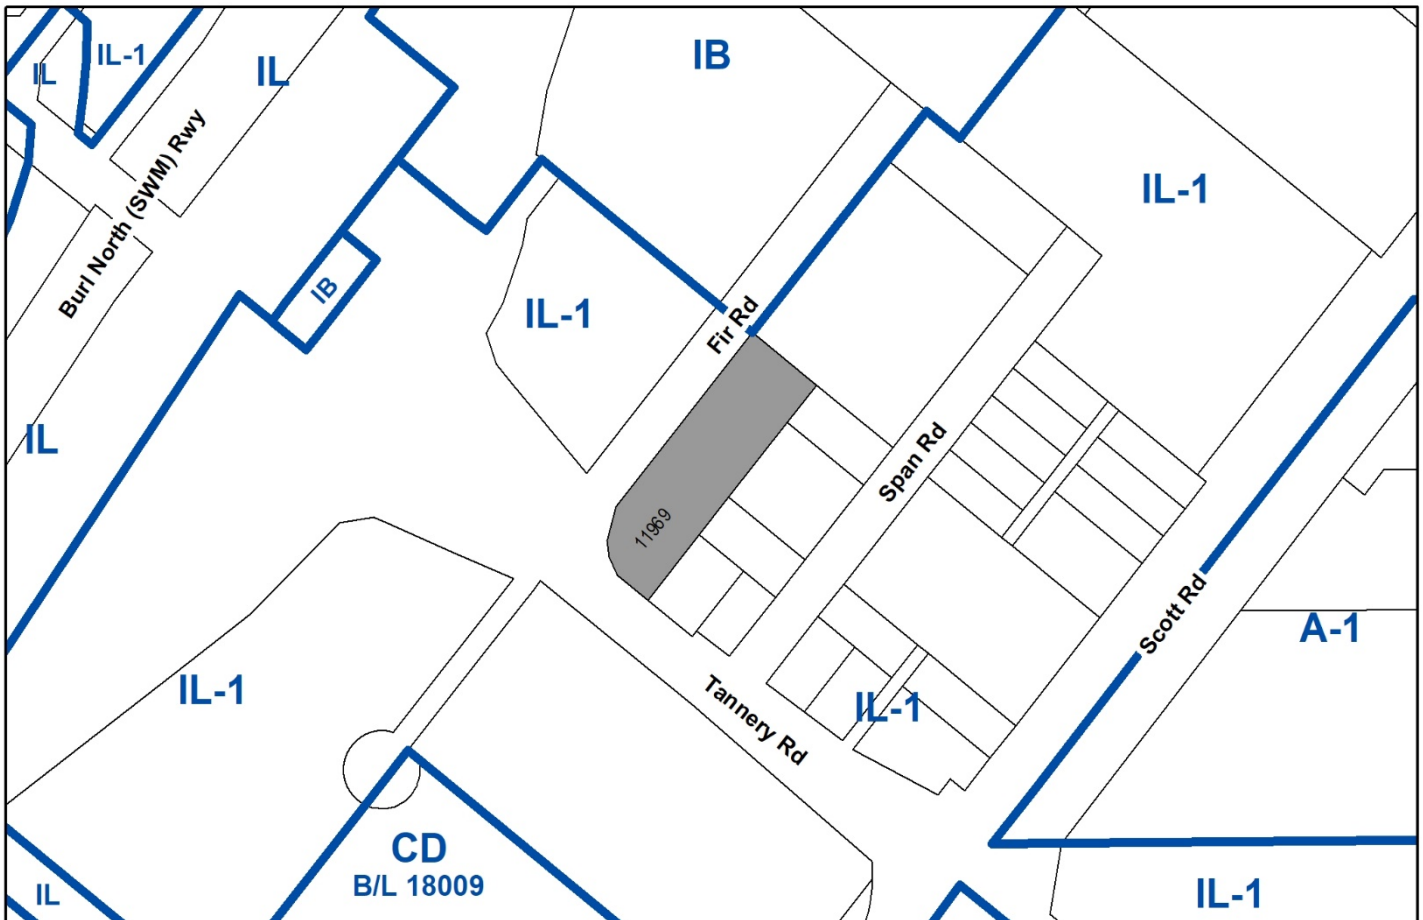 IL-1
IL
IL
IB
Burl North (SWM) Rwy
IL-1
IB
IL-1
Fir Rd
IL
Span Rd
11969
Scott Rd
A-1
IL-1
IL-1
Tannery Rd
CD
B/L 18009
IL
IL-1